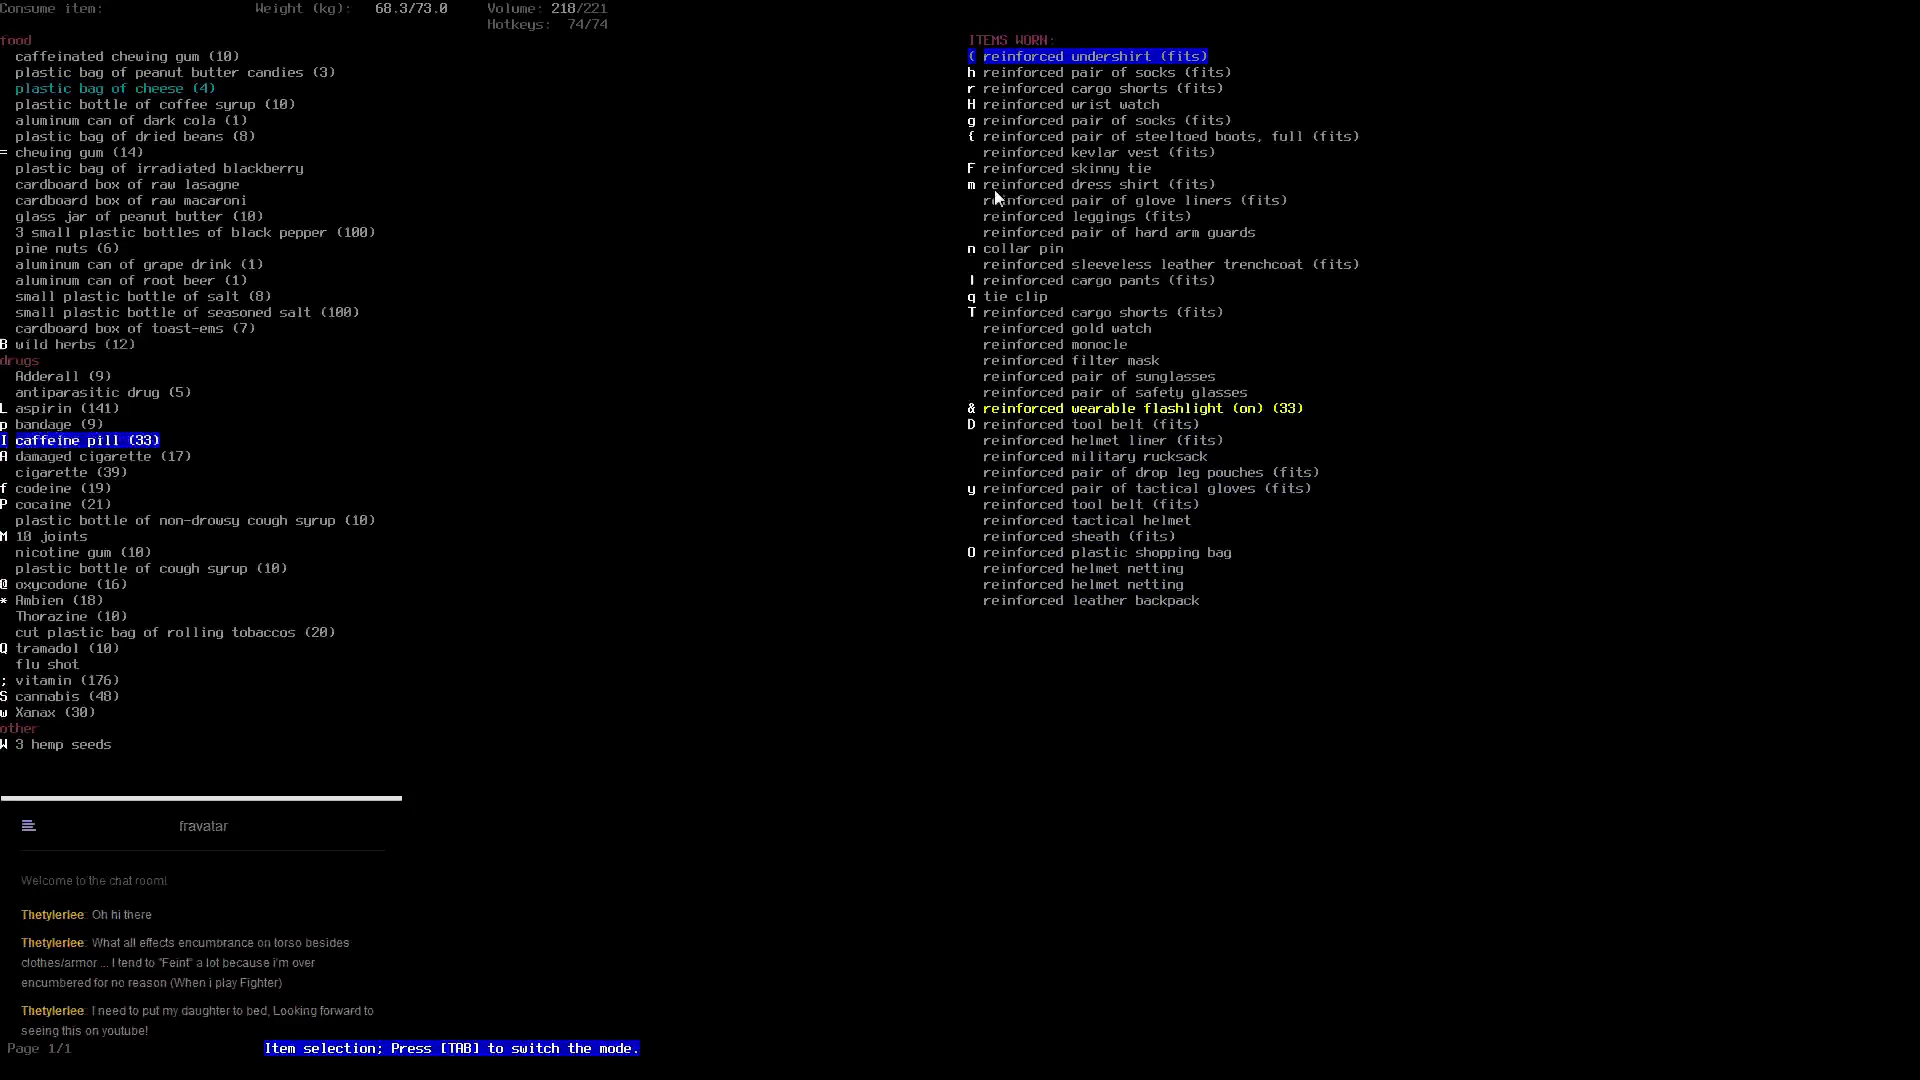 Consume item: Weight (kg): 68.3/73.0 Volume: 218/221
Hotkeys: 74/74
food
caffeinated chewing gum (10)
plastic bag of peanut butter candies (3)
plastic bag of cheese (4)
plastic bottle of coffee syrup (10)
aluminum can of dark cola (1)
plastic bag of dried beans (8)
= chewing gum (14)
plastic bag of irradiated blackberry
cardboard box of raw lasagne
cardboard box of raw macaroni
glass jar of peanut butter (10)
3 small plastic bottles of black pepper (100)
pine nuts (6)
aluminum can of grape drink (1)
aluminum can of root beer (1)
small plastic bottle of salt (8)
small plastic bottle of seasoned salt (100)
cardboard box of toast-ems (7)
B wild herbs (12)
drugs
Adderall (9)
antiparasitic drug (5)
L aspirin (141)
p bandage (9)
I caffeine pill (33)
A damaged cigarette (17)
cigarette (39)
f codeine (19)
P cocaine (21)
plastic bottle of non-drowsy cough syrup (10)
M 10 joints
nicotine gum (10)
plastic bottle of cough syrup (10)
@ oxycodone (16)
* Ambien (18)
Thorazine (10)
cut plastic bag of rolling tobaccos (20)
Q tramadol (10)
flu shot
; vitamin (176)
S cannabis (48)
w Xanax (30)
other
W 3 hemp seeds
ITEMS WORN:
( reinforced undershirt (fits)
h reinforced pair of socks (fits)
r reinforced cargo shorts (fits)
H reinforced wrist watch
g reinforced pair of socks (fits)
{ reinforced pair of steeltoed boots, full (fits)
reinforced kevlar vest (fits)
F reinforced skinny tie
m reinforced dress shirt (fits)
reinforced pair of glove liners (fits)
reinforced leggings (fits)
reinforced pair of hard arm guards
n collar pin
reinforced sleeveless leather trenchcoat (fits)
l reinforced cargo pants (fits)
q tie clip
T reinforced cargo shorts (fits)
reinforced gold watch
reinforced monocle
reinforced filter mask
reinforced pair of sunglasses
reinforced pair of safety glasses
& reinforced wearable flashlight (on) (33)
D reinforced tool belt (fits)
reinforced helmet liner (fits)
reinforced military rucksack
reinforced pair of drop leg pouches (fits)
y reinforced pair of tactical gloves (fits)
reinforced tool belt (fits)
reinforced tactical helmet
reinforced sheath (fits)
O reinforced plastic shopping bag
reinforced helmet netting
reinforced helmet netting
reinforced leather backpack
fravatar
Welcome to the chat room!
Thetylerlee: Oh hi there
Thetylerlee: What all effects encumbrance on torso besides
clothes/armor ... I tend to "Feint" a lot because i'm over
encumbered for no reason (When i play Fighter)
Thetylerlee: I need to put my daughter to bed, Looking forward to
seeing this on youtube!
Page 1/1 Item selection; Press [TAB] to switch the mode.